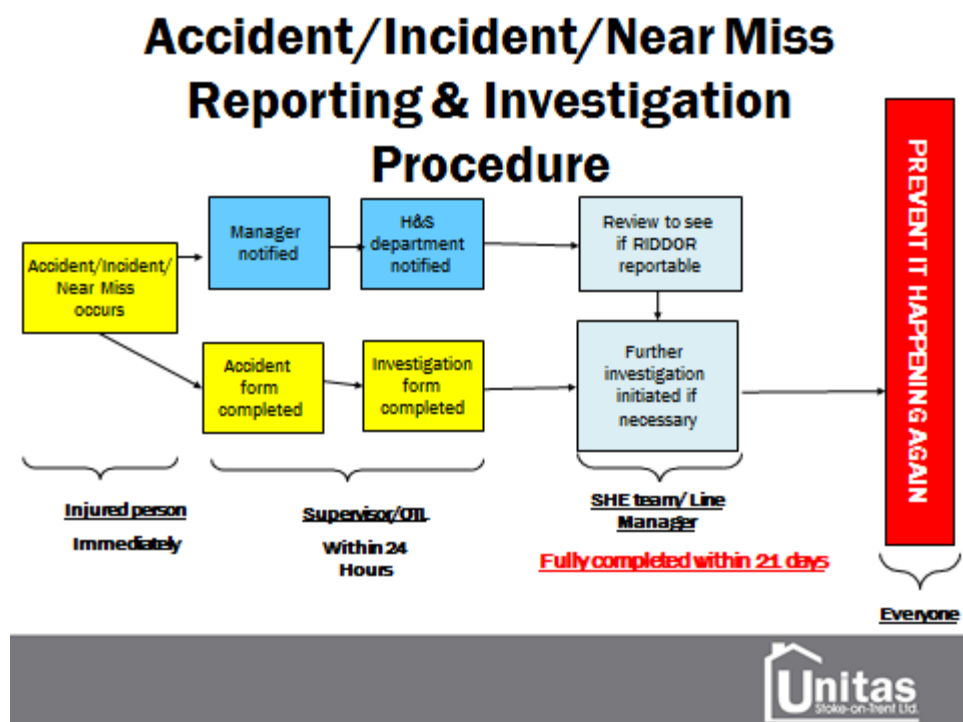 Accident/Incident/Near Miss
Reporting & Investigation
Procedure
Accident/Incident/
Near Miss
occurs
Manager
notified
H&S
department
notified
Review to see
if RIDDOR
reportable
Accident
form
completed
Investigation
form
completed
Further
investigation
initiated if
necessary
PREVENT IT HAPPENING AGAIN
Injured person
Immediately
Supervisor/OTL
Within 24
Hours
SHE team/ Line
Manager
Fully completed within 21 days
Everyone
Unitas
Stoke-on-Trent Ltd.